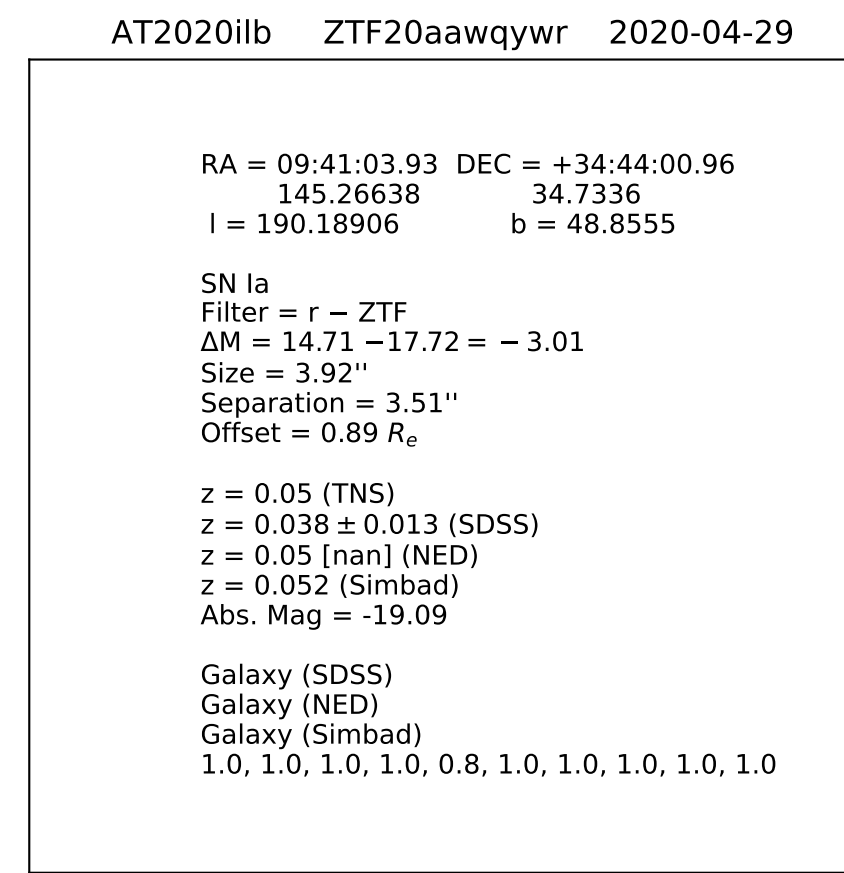 AT2020ilb ZTF20aawqywr 2020-04-29
RA = 09:41:03.93 DEC = +34:44:00.96
145.26638 34.7336
l = 190.18906 b = 48.8555
SN Ia
Filter = r − ZTF
ΔM = 14.71 −17.72 = − 3.01
Size = 3.92''
Separation = 3.51''
Offset = 0.89 Rₑ
z = 0.05 (TNS)
z = 0.038 ± 0.013 (SDSS)
z = 0.05 [nan] (NED)
z = 0.052 (Simbad)
Abs. Mag = -19.09
Galaxy (SDSS)
Galaxy (NED)
Galaxy (Simbad)
1.0, 1.0, 1.0, 1.0, 0.8, 1.0, 1.0, 1.0, 1.0, 1.0